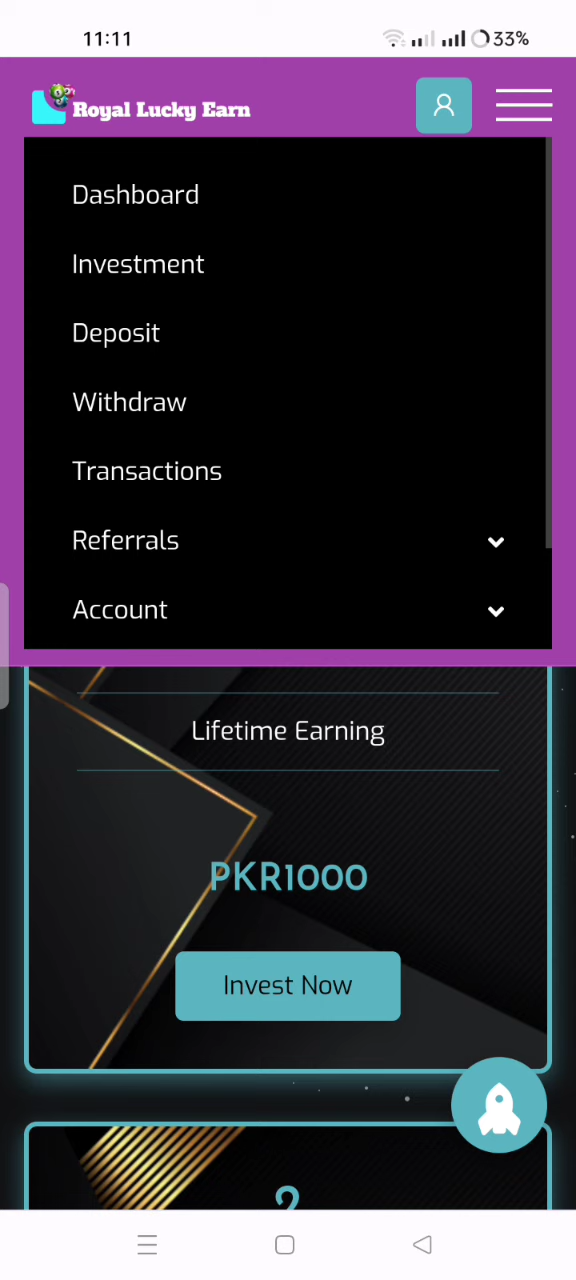 11:11
33%
Royal Lucky Earn
Dashboard
Investment
Deposit
Withdraw
Transactions
Referrals
Account
Lifetime Earning
PKR1000
Invest Now
2